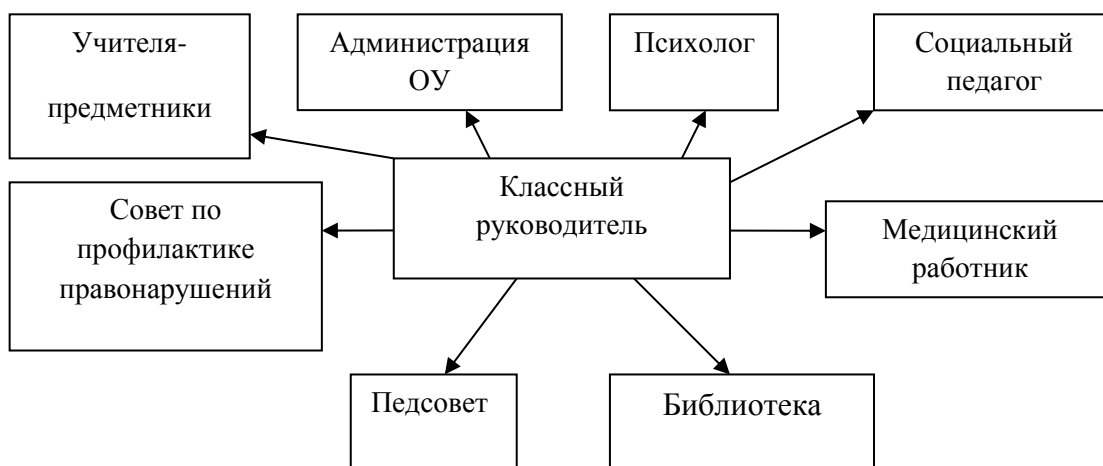 Учителя-
предметники
Администрация
ОУ
Психолог
Социальный
педагог
Классный
руководитель
Совет по
профилактике
правонарушений
Медицинский
работник
Педсовет
Библиотека